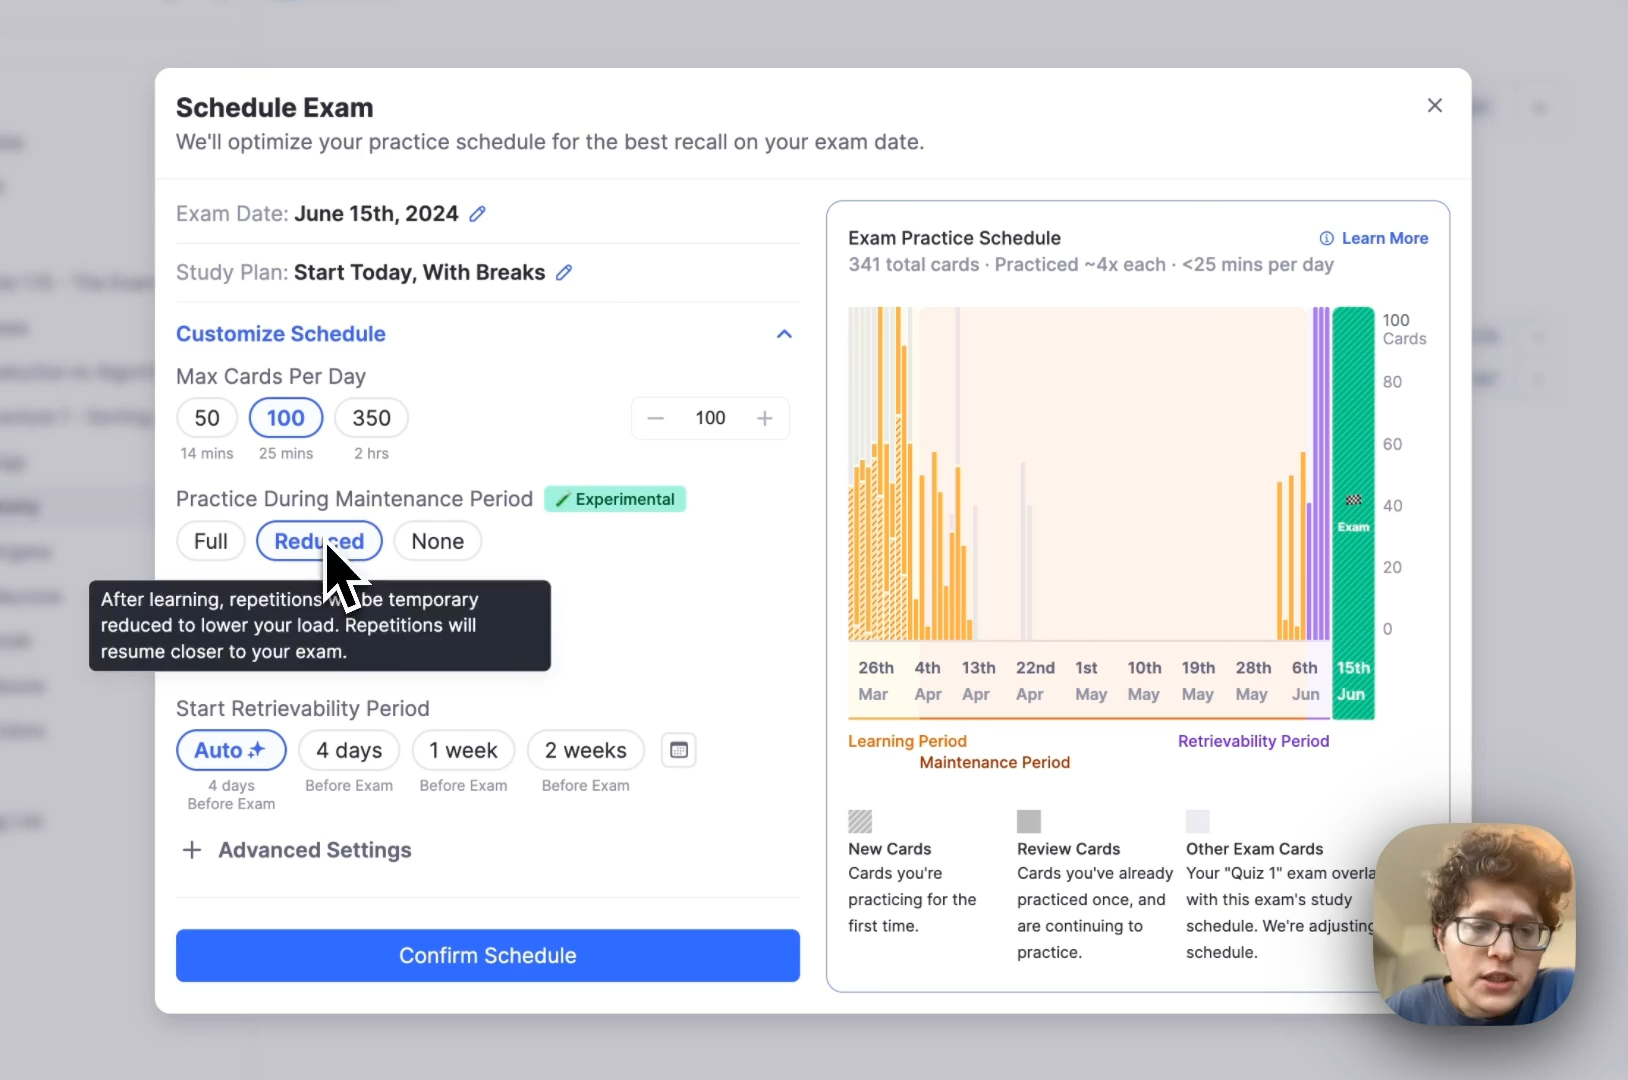 Schedule Exam
We'll optimize your practice schedule for the best recall on your exam date.
Exam Date: June 15th, 2024
Study Plan: Start Today, With Breaks
Customize Schedule
Max Cards Per Day
50 100 350
14 mins 25 mins 2 hrs
100
Practice During Maintenance Period Experimental
Full Reduced None
After learning, repetitions be temporary
reduced to lower your load. Repetitions will
resume closer to your exam.
Start Retrievability Period
Auto 4 days 1 week 2 weeks
4 days
Before Exam
Before Exam
Before Exam
Before Exam
Advanced Settings
Confirm Schedule
Exam Practice Schedule
Learn More
341 total cards · Practiced ~4x each · <25 mins per day
100
Cards
80
60
40
20
0
Exam
26th 4th 13th 22nd 1st 10th 19th 28th 6th 15th
Mar Apr Apr Apr May May May May Jun Jun
Learning Period Retrievability Period
Maintenance Period
New Cards
Cards you're
practicing for the
first time.
Review Cards
Cards you've already
practiced once, and
are continuing to
practice.
Other Exam Cards
Your "Quiz 1" exam overla
with this exam's study
schedule. We're adjusting
schedule.